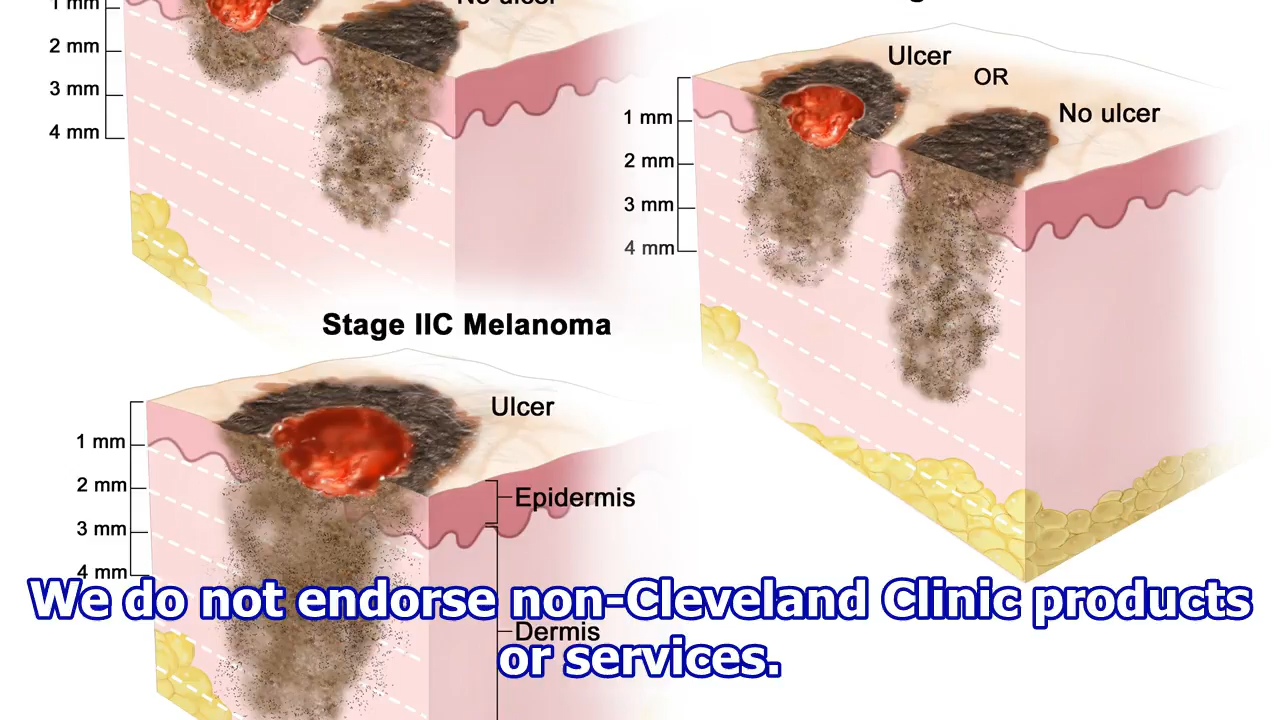 No ulcer
1 mm
2 mm
3 mm
4 mm
Ulcer
OR
No ulcer
1 mm
2 mm
3 mm
4 mm
Stage IIC Melanoma
Ulcer
1 mm
2 mm
3 mm
4 mm
Epidermis
Dermis
We do not endorse non-Cleveland Clinic products
or services.